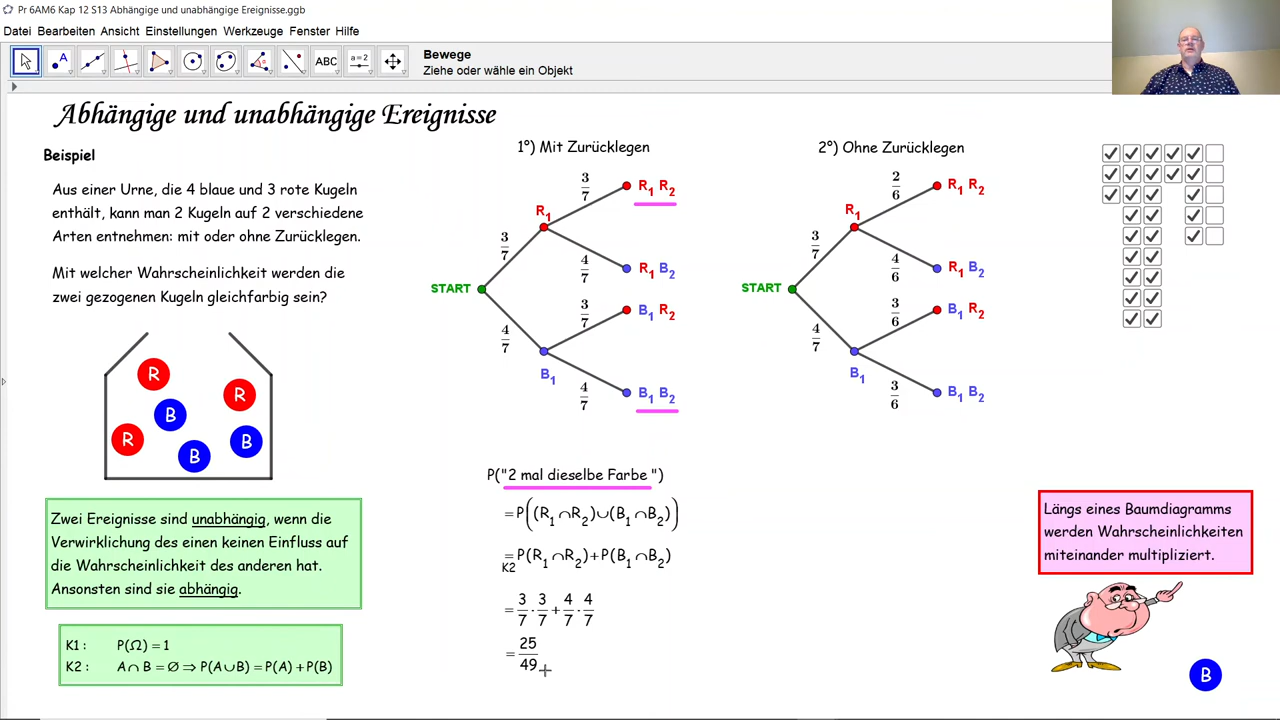 Pr 6AM6 Kap 12 S13 Abhängige und unabhängige Ereignisse.ggb
Datei Bearbeiten Ansicht Einstellungen Werkzeuge Fenster Hilfe
A
ABC
a=2
Bewege
Ziehe oder wähle ein Objekt
Abhängige und unabhängige Ereignisse
Beispiel
Aus einer Urne, die 4 blaue und 3 rote Kugeln
enthält, kann man 2 Kugeln auf 2 verschiedene
Arten entnehmen: mit oder ohne Zurücklegen.
Mit welcher Wahrscheinlichkeit werden die
zwei gezogenen Kugeln gleichfarbig sein?
R
R
B
R
B
B
Zwei Ereignisse sind unabhängig, wenn die
Verwirklichung des einen keinen Einfluss auf
die Wahrscheinlichkeit des anderen hat.
Ansonsten sind sie abhängig.
K1 : P(Ω) = 1
K2 : A ∩ B = Ø ⇒ P(A ∪ B) = P(A) + P(B)
1°) Mit Zurücklegen
3/7 R₁ R₂
R₁
3/7
4/7 R₁ B₂
START
3/7 B₁ R₂
4/7
B₁
4/7 B₁ B₂
P("2 mal dieselbe Farbe ")
= P((R₁ ∩ R₂) ∪ (B₁ ∩ B₂))
= P(R₁ ∩ R₂) + P(B₁ ∩ B₂)
K2
= 3/7 · 3/7 + 4/7 · 4/7
= 25/49
2°) Ohne Zurücklegen
2/6 R₁ R₂
R₁
3/7
4/6 R₁ B₂
START
3/6 B₁ R₂
4/7
B₁
3/6 B₁ B₂
Längs eines Baumdiagramms
werden Wahrscheinlichkeiten
miteinander multipliziert.
B